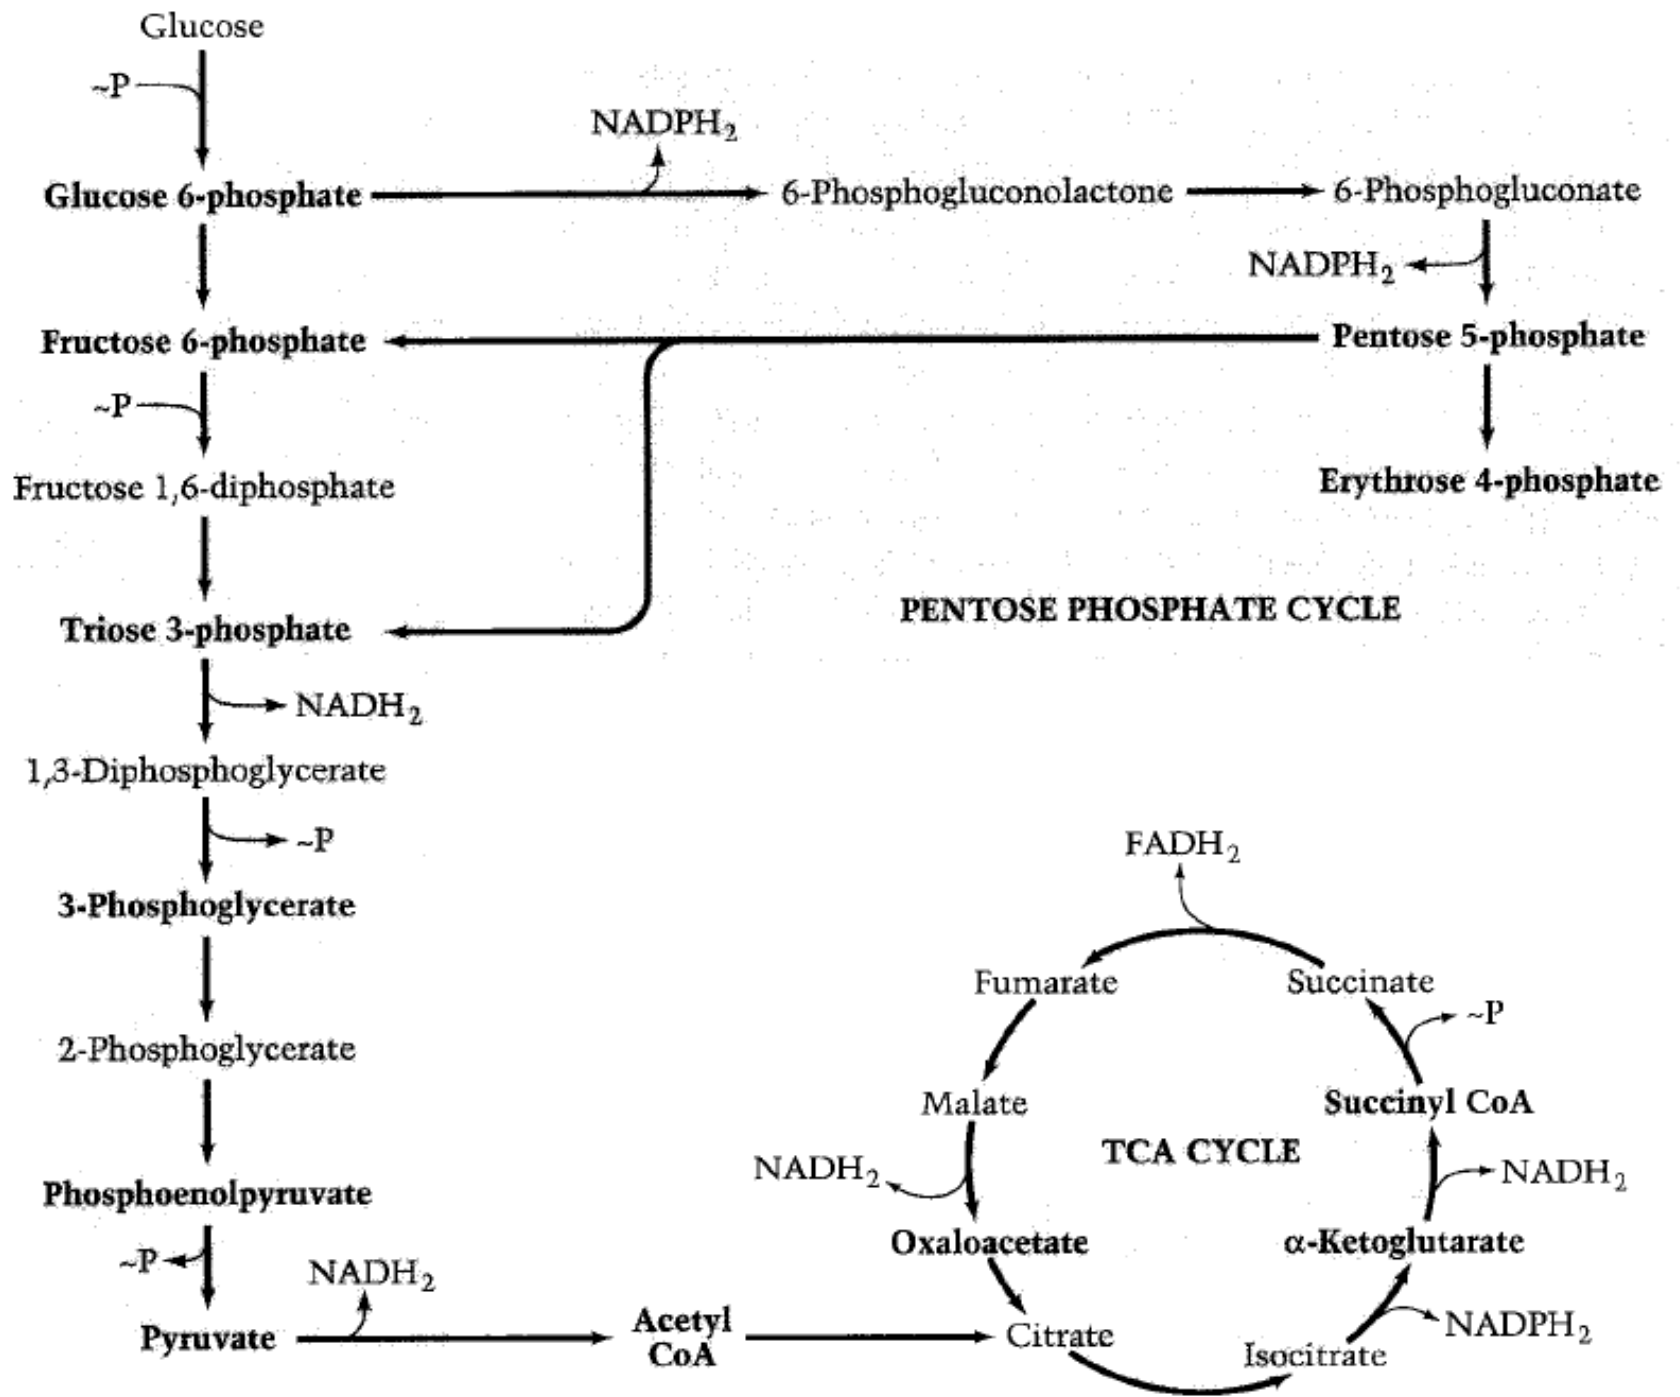 Glucose
~P
NADPH₂
Glucose 6-phosphate
6-Phosphogluconolactone
6-Phosphogluconate
NADPH₂
Fructose 6-phosphate
Pentose 5-phosphate
~P
Fructose 1,6-diphosphate
Erythrose 4-phosphate
PENTOSE PHOSPHATE CYCLE
Triose 3-phosphate
NADH₂
1,3-Diphosphoglycerate
~P
3-Phosphoglycerate
2-Phosphoglycerate
Phosphoenolpyruvate
~P
NADH₂
Pyruvate
Acetyl
CoA
FADH₂
Fumarate
Succinate
~P
Malate
Succinyl CoA
TCA CYCLE
NADH₂
NADH₂
Oxaloacetate
α-Ketoglutarate
NADPH₂
Citrate
Isocitrate